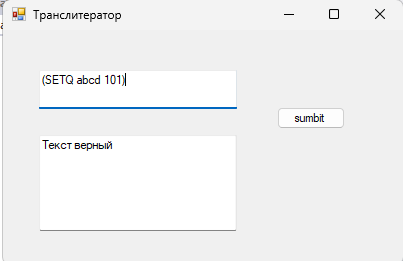 Транслитератор
(SETQ abcd 101)
sumbit
Текст верный